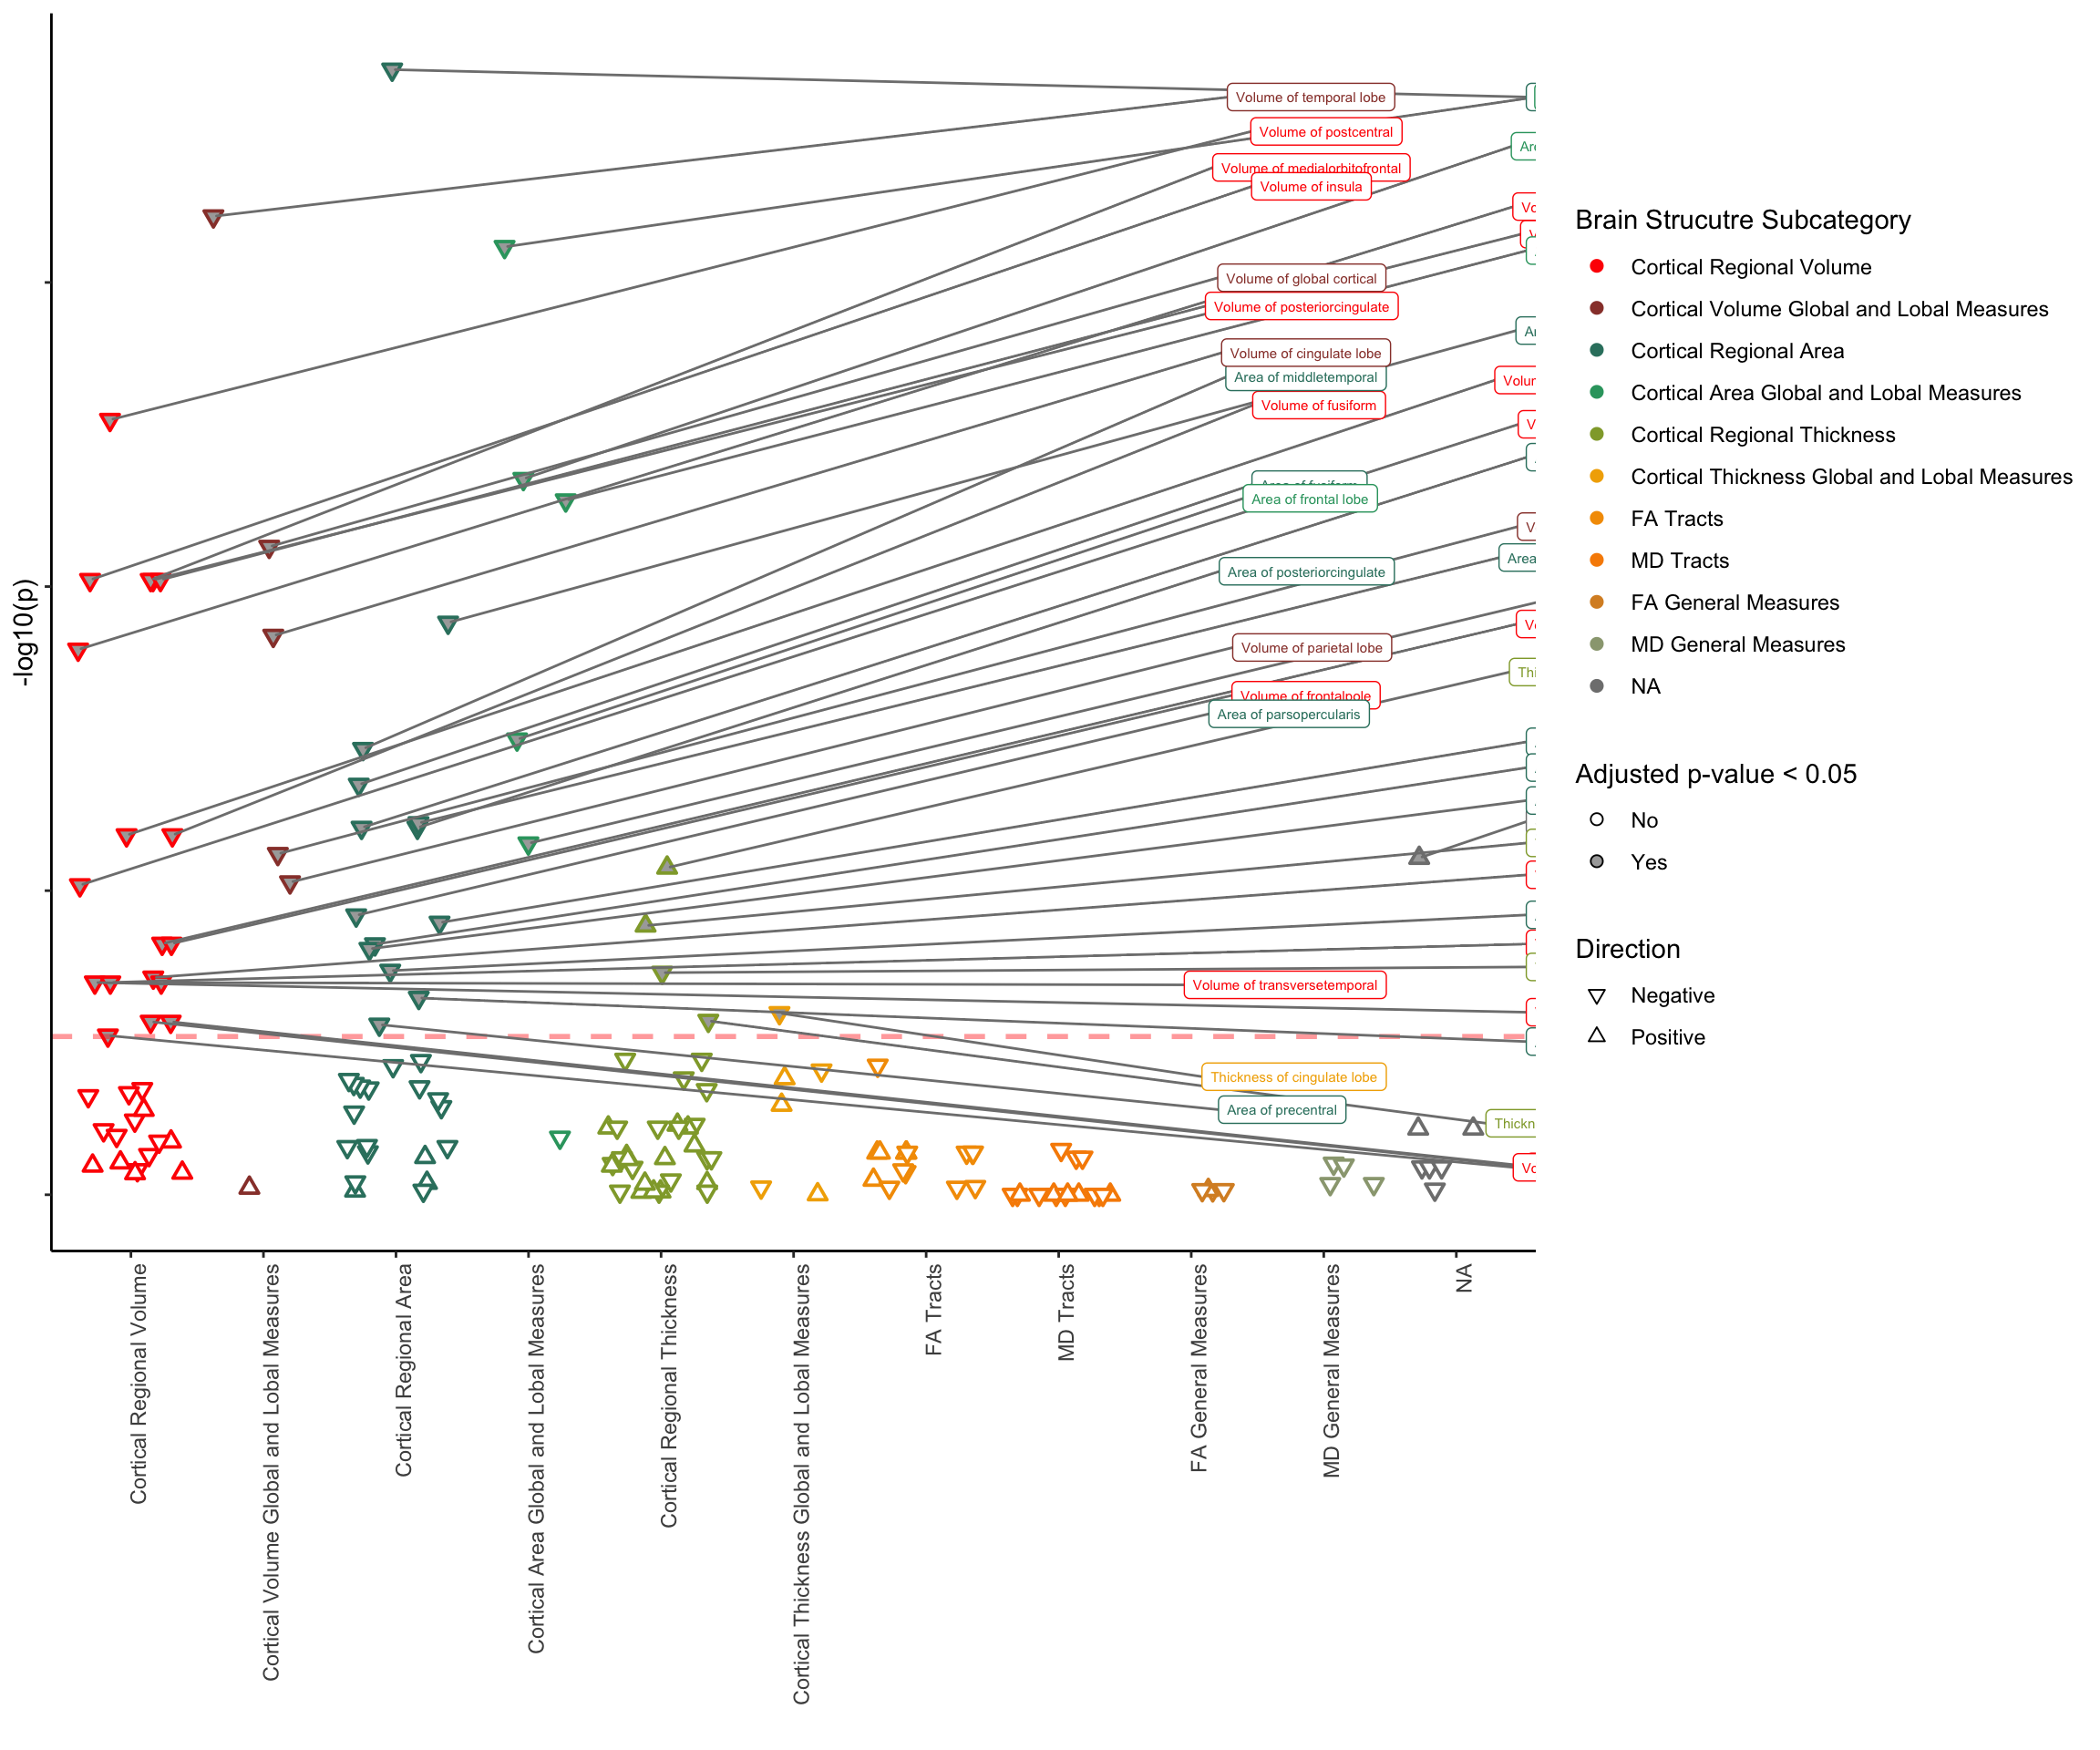 -log10(p)
Volume of temporal lobe
Volume of postcentral
Volume of medialorbitofrontal
Volume of insula
Volume of global cortical
Volume of posteriorcingulate
Volume of cingulate lobe
Area of middletemporal
Volume of fusiform
Area of fusiform
Area of frontal lobe
Area of posteriorcingulate
Volume of parietal lobe
Volume of frontalpole
Area of parsopercularis
Volume of transversetemporal
Thickness of cingulate lobe
Area of precentral
Area
Cortical Regional Volume
Cortical Volume Global and Lobal Measures
Cortical Regional Area
Cortical Area Global and Lobal Measures
Cortical Regional Thickness
Cortical Thickness Global and Lobal Measures
FA Tracts
MD Tracts
FA General Measures
MD General Measures
NA
Brain Strucutre Subcategory
Cortical Regional Volume
Cortical Volume Global and Lobal Measures
Cortical Regional Area
Cortical Area Global and Lobal Measures
Cortical Regional Thickness
Cortical Thickness Global and Lobal Measures
FA Tracts
MD Tracts
FA General Measures
MD General Measures
NA
Adjusted p-value < 0.05
No
Yes
Direction
Negative
Positive